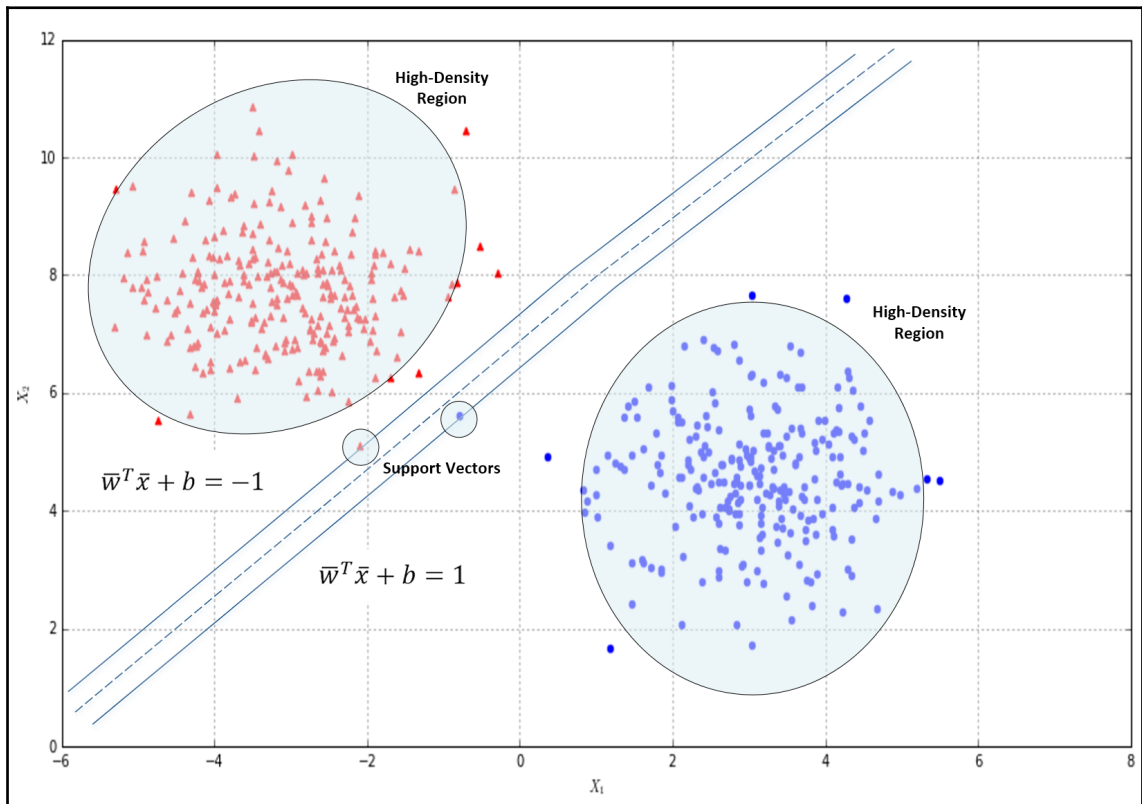 12
10
8
6
4
2
0
X₂
High-Density
Region
High-Density
Region
Support Vectors
w̅ᵀx̅ + b = −1
w̅ᵀx̅ + b = 1
−6
−4
−2
0
2
4
6
8
X₁